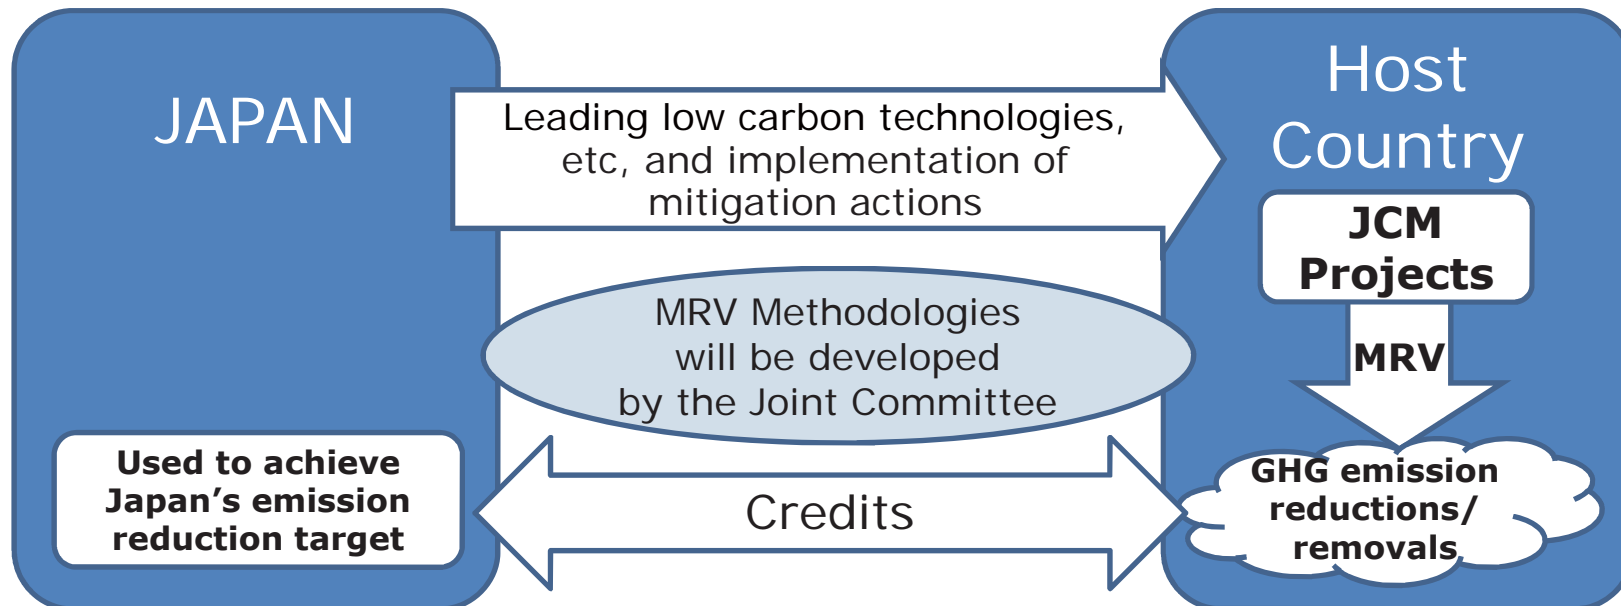 JAPAN
Leading low carbon technologies,
etc, and implementation of
mitigation actions
Host
Country
JCM
Projects
MRV
MRV Methodologies
will be developed
by the Joint Committee
Used to achieve
Japan’s emission
reduction target
Credits
GHG emission
reductions/
removals